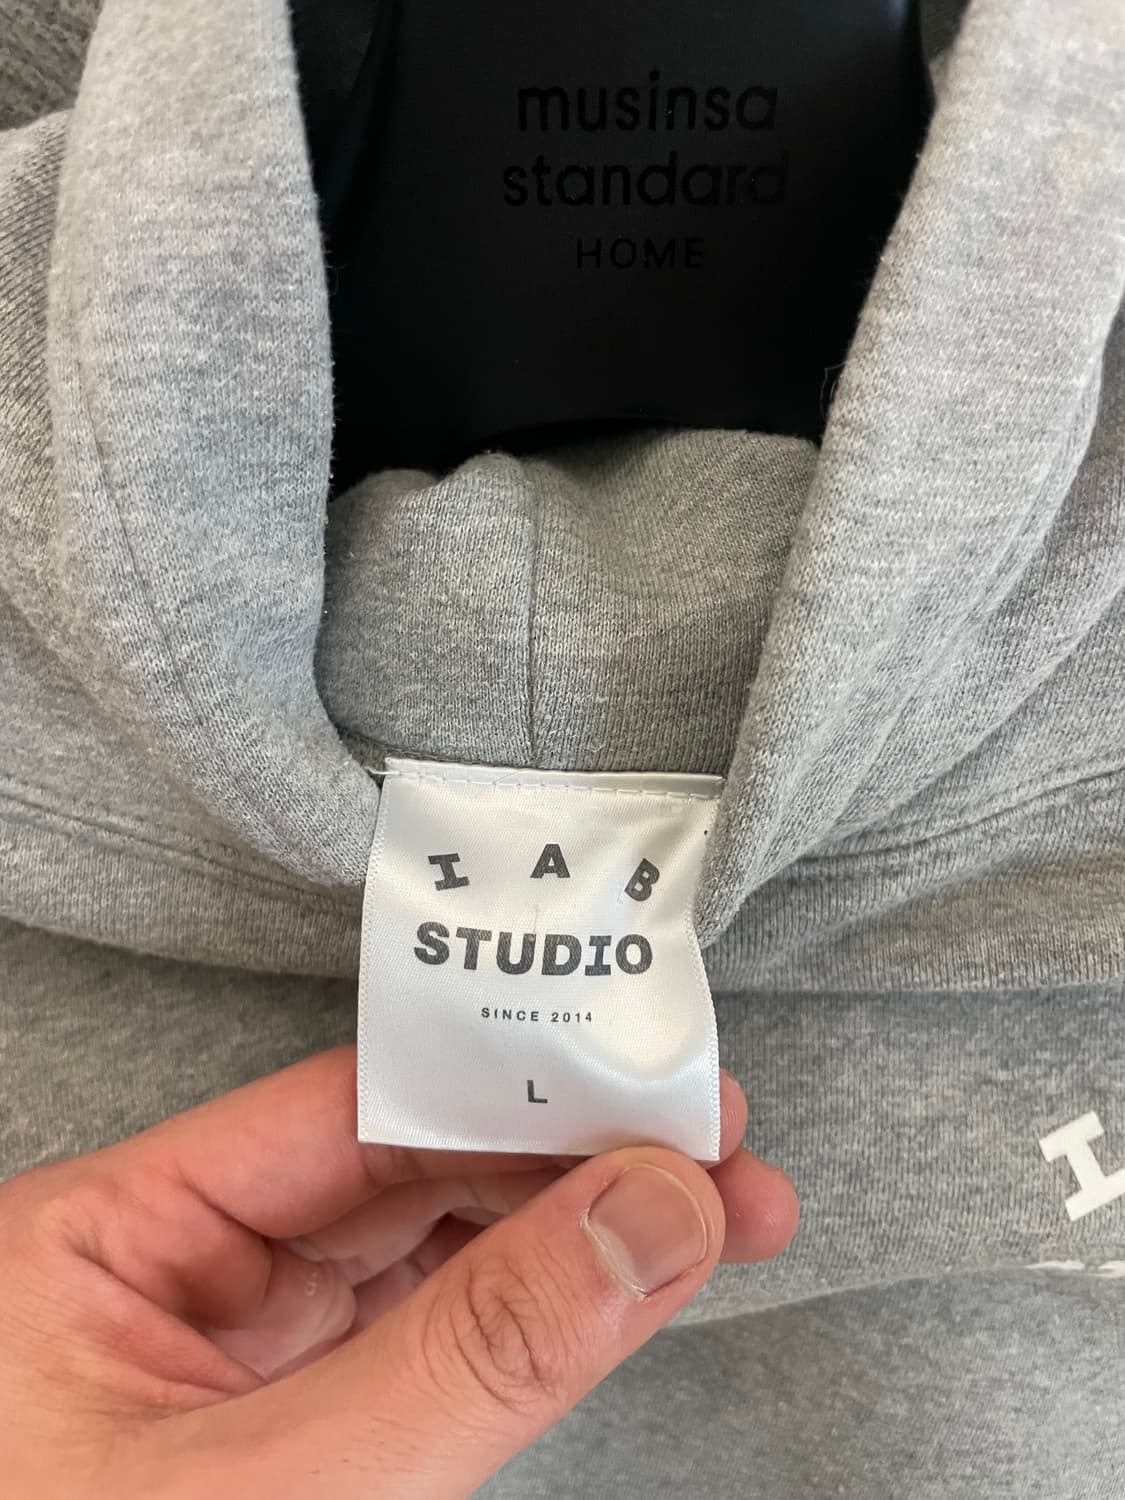 musinsa
standard
HOME
I A B
STUDIO
SINCE 2014
L
I